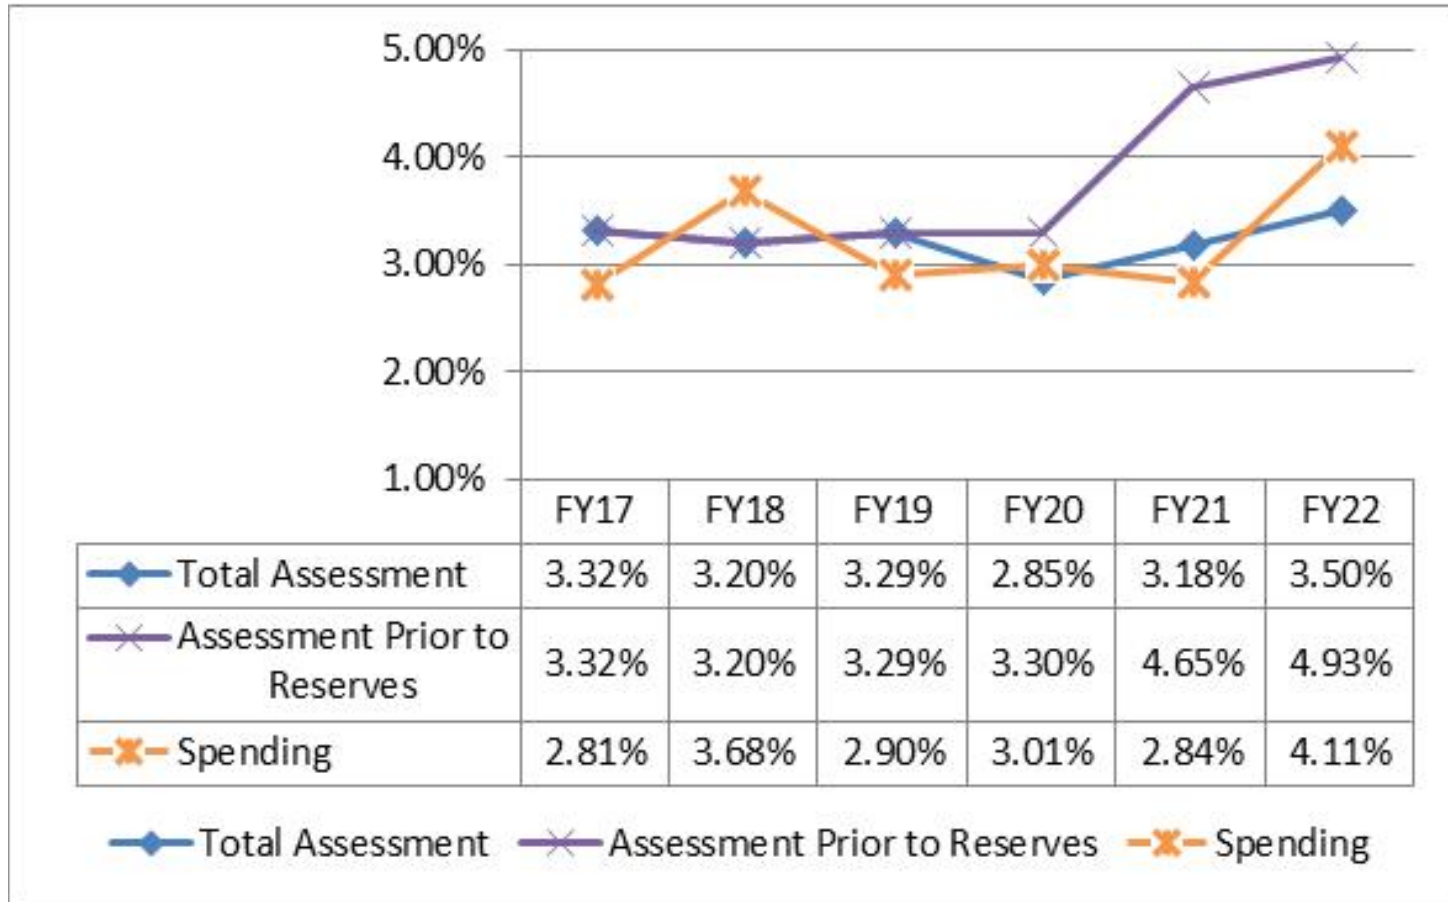 5.00%
4.00%
3.00%
2.00%
1.00%
FY17 FY18 FY19 FY20 FY21 FY22
Total Assessment 3.32% 3.20% 3.29% 2.85% 3.18% 3.50%
Assessment Prior to
Reserves 3.32% 3.20% 3.29% 3.30% 4.65% 4.93%
Spending 2.81% 3.68% 2.90% 3.01% 2.84% 4.11%
Total Assessment Assessment Prior to Reserves Spending